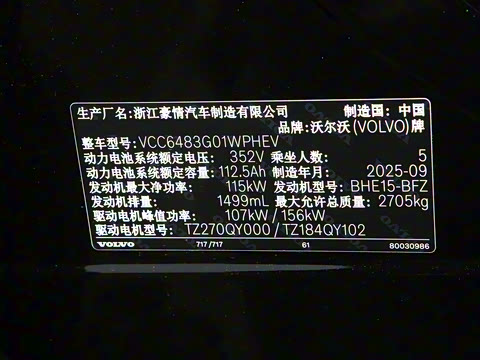 生产厂名：浙江豪情汽车制造有限公司 制造国：中国
品牌：沃尔沃(VOLVO)牌
整车型号：VCC6483G01WPHEV
动力电池系统额定电压：352V 乘坐人数：5
动力电池系统额定容量：112.5Ah 制造年月：2025-09
发动机最大净功率：115kW 发动机型号：BHE15-BFZ
发动机排量：1499mL 最大允许总质量：2705kg
驱动电机峰值功率：107kW / 156kW
驱动电机型号：TZ270QY000 / TZ184QY102
VOLVO 717 / 717 61 80030986